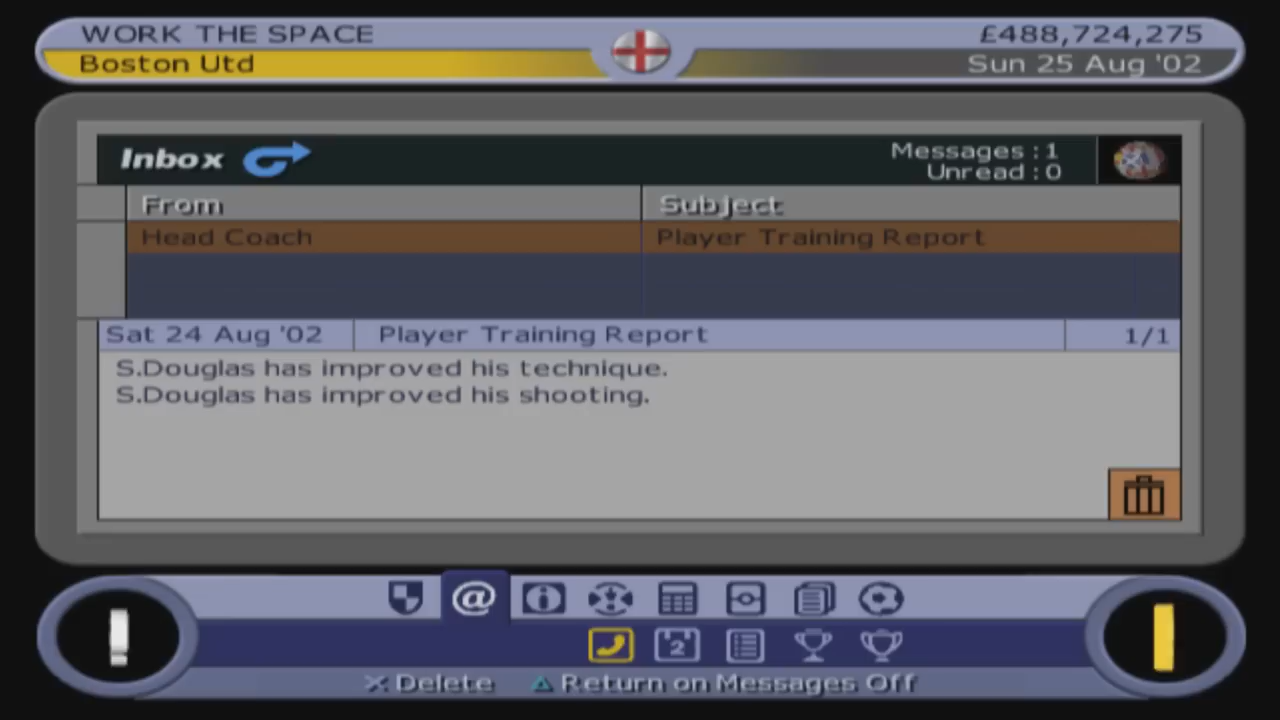 WORK THE SPACE
£488,724,275
Boston Utd
Sun 25 Aug '02
Inbox
Messages : 1
Unread : 0
From
Subject
Head Coach
Player Training Report
Sat 24 Aug '02
Player Training Report
1/1
S.Douglas has improved his technique.
S.Douglas has improved his shooting.
@
2
Delete
Return on Messages Off